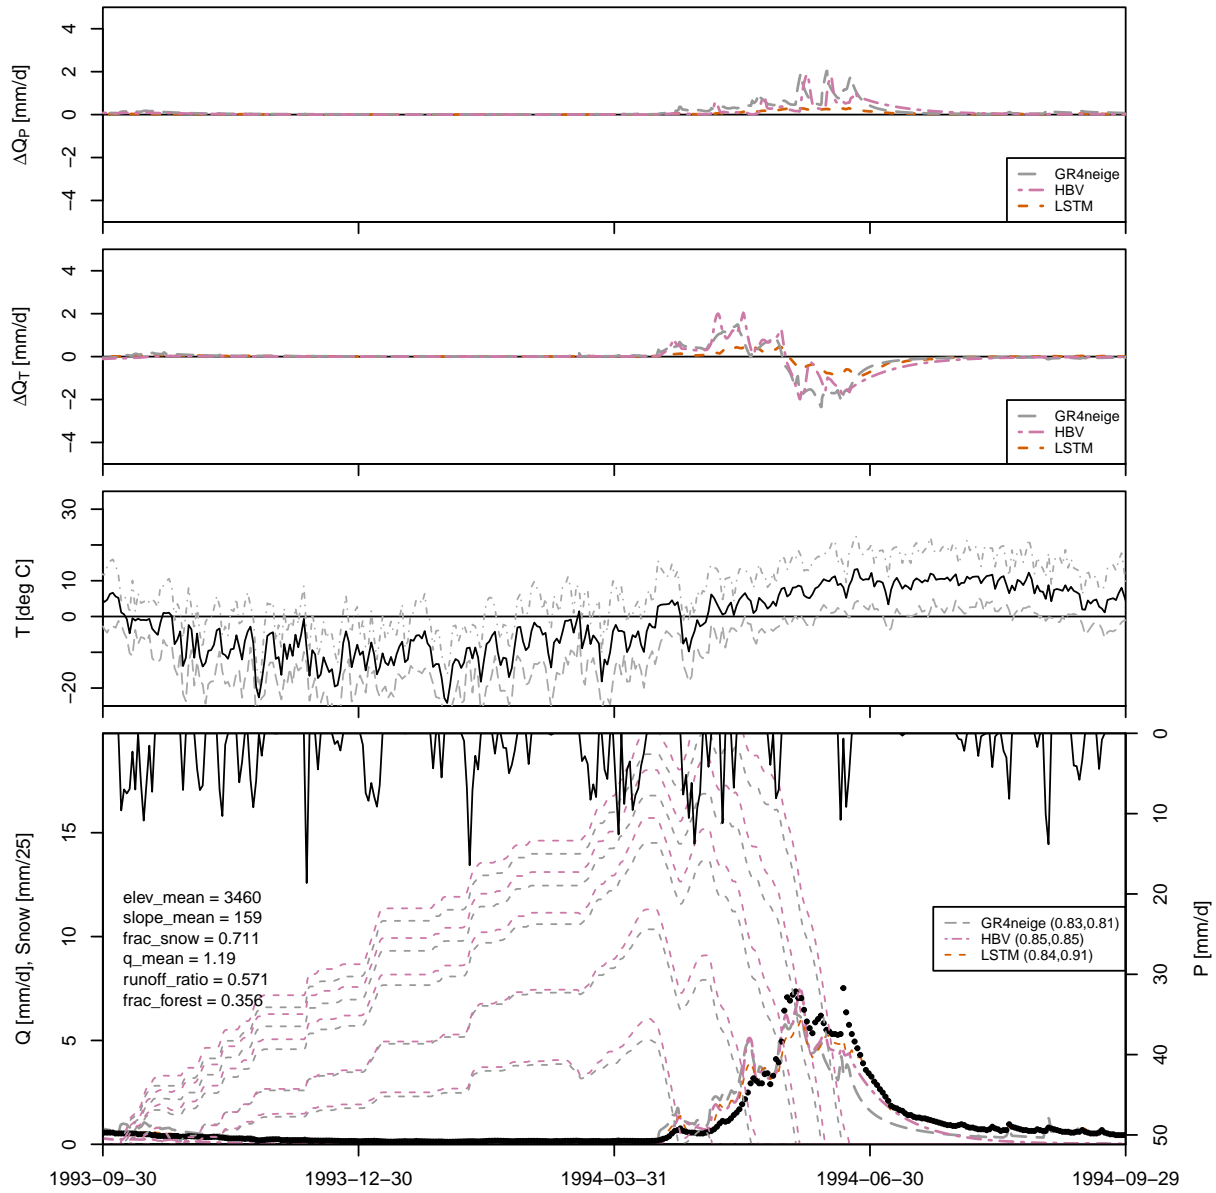 4
2
0
−2
−4
ΔQP [mm/d]
GR4neige
HBV
LSTM
4
2
0
−2
−4
ΔQT [mm/d]
GR4neige
HBV
LSTM
30
10
0
−20
T [deg C]
15
10
5
0
Q [mm/d], Snow [mm/25]
0
10
20
30
40
50
P [mm/d]
elev_mean = 3460
slope_mean = 159
frac_snow = 0.711
q_mean = 1.19
runoff_ratio = 0.571
frac_forest = 0.356
GR4neige (0.83,0.81)
HBV (0.85,0.85)
LSTM (0.84,0.91)
1993−09−30 1993−12−30 1994−03−31 1994−06−30 1994−09−29